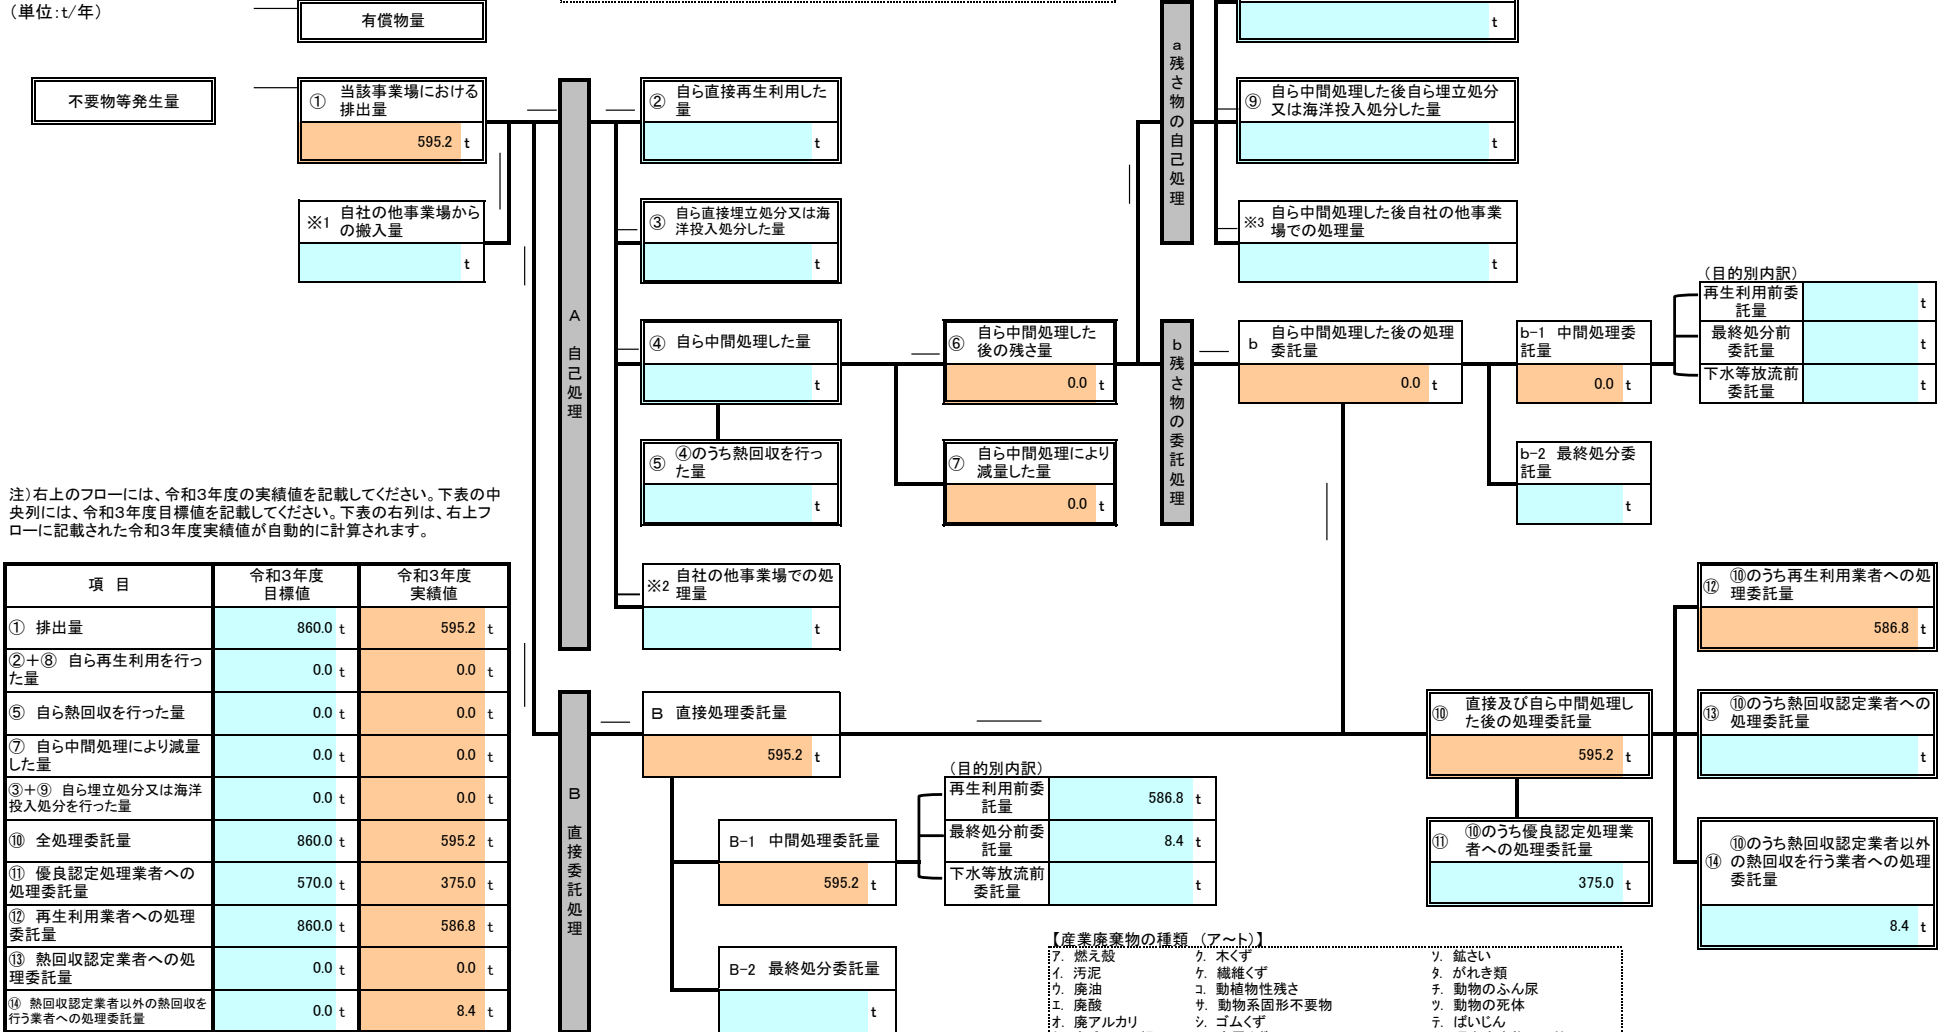 （単位:t/年）
有償物量
t
不要物等発生量
① 当該事業場における
排出量
595.2 t
② 自ら直接再生利用した
量
t
⑨ 自ら中間処理した後自ら埋立処分
又は海洋投入処分した量
t
a 残さ物の自己処理
※1 自社の他事業場から
の搬入量
t
③ 自ら直接埋立処分又は海
洋投入処分した量
t
※3 自ら中間処理した後自社の他事業
場での処理量
t
A 自己処理
④ 自ら中間処理した量
t
⑥ 自ら中間処理した
後の残さ量
0.0 t
b 残さ物の委託処理
b 自ら中間処理した後の処理
委託量
0.0 t
b-1 中間処理委
託量
0.0 t
（目的別内訳）
再生利用前委
託量
t
最終処分前
委託量
t
下水等放流前
委託量
t
⑤ ④のうち熱回収を行っ
た量
t
⑦ 自ら中間処理により
減量した量
0.0 t
b-2 最終処分委
託量
t
注）右上のフローには、令和3年度の実績値を記載してください。下表の中
央列には、令和3年度目標値を記載してください。下表の右列は、右上フ
ローに記載された令和3年度実績値が自動的に計算されます。
※2 自社の他事業場での処
理量
t
項 目 令和3年度
目標値 令和3年度
実績値
① 排出量 860.0 t 595.2 t
②＋⑧ 自ら再生利用を行っ
た量 0.0 t 0.0 t
⑤ 自ら熱回収を行った量 0.0 t 0.0 t
⑦ 自ら中間処理により減量
した量 0.0 t 0.0 t
③＋⑨ 自ら埋立処分又は海洋
投入処分を行った量 0.0 t 0.0 t
⑩ 全処理委託量 860.0 t 595.2 t
⑪ 優良認定処理業者への
処理委託量 570.0 t 375.0 t
⑫ 再生利用業者への処理
委託量 860.0 t 586.8 t
⑬ 熱回収認定業者への処
理委託量 0.0 t 0.0 t
⑭ 熱回収認定業者以外の熱回収を
行う業者への処理委託量 0.0 t 8.4 t
B 直接委託処理
B 直接処理委託量
595.2 t
（目的別内訳）
再生利用前委
託量 586.8 t
最終処分前委
託量 8.4 t
下水等放流前
委託量
B-1 中間処理委託量
595.2 t
B-2 最終処分委託量
t
⑩ 直接及び自ら中間処理し
た後の処理委託量
595.2 t
⑪ ⑩のうち優良認定処理業
者への処理委託量
375.0 t
⑫ ⑩のうち再生利用業者への処
理委託量
586.8 t
⑬ ⑩のうち熱回収認定業者への
処理委託量
t
⑭ ⑩のうち熱回収認定業者以外
の熱回収を行う業者への処理
委託量
8.4 t
【産業廃棄物の種類 （ア～ト）】
ア. 燃え殻 ク. 木くず ソ. 鉱さい
イ. 汚泥 ケ. 繊維くず タ. がれき類
ウ. 廃油 コ. 動植物性残さ チ. 動物のふん尿
エ. 廃酸 サ. 動物系固形不要物 ツ. 動物の死体
オ. 廃アルカリ シ. ゴムくず テ. ばいじん